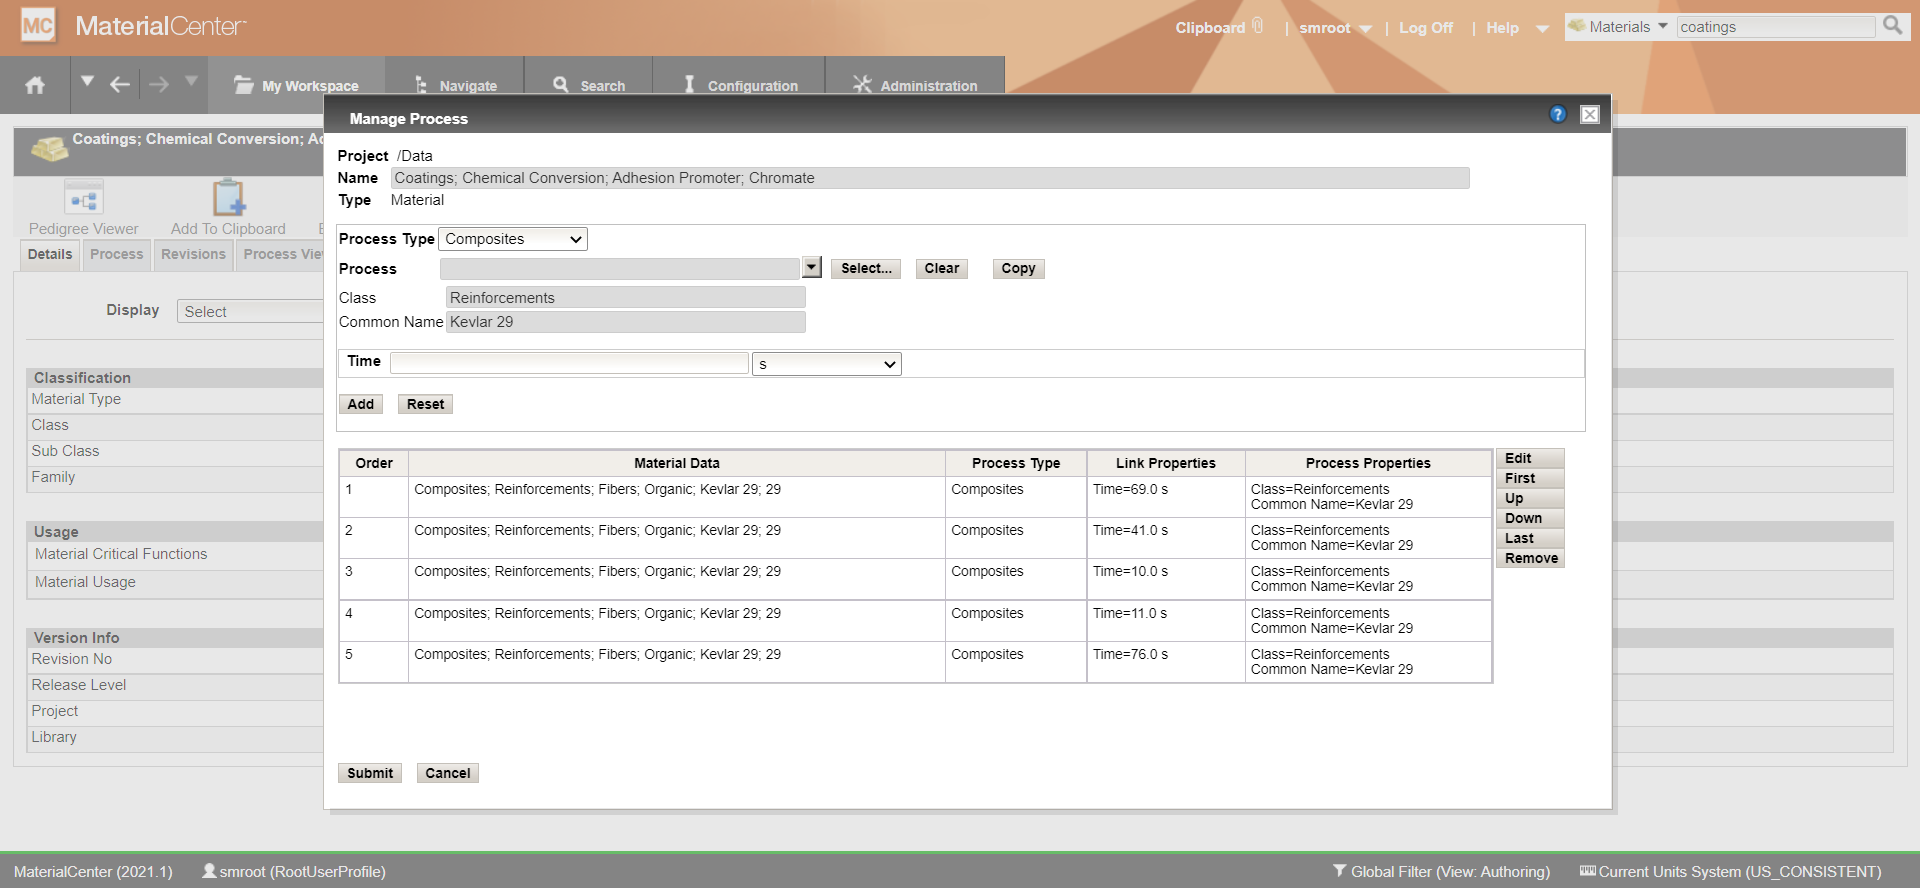 MC MaterialCenter
Clipboard | smroot | Log Off | Help Materials coatings
My Workspace Navigate Search Configuration Administration
Manage Process ?
Coatings; Chemical Conversion;
Pedigree Viewer Add To Clipboard
Details Process Revisions Process Vie
Display Select
Classification
Material Type
Class
Sub Class
Family
Usage
Material Critical Functions
Material Usage
Version Info
Revision No
Release Level
Project
Library
Project /Data
Name Coatings; Chemical Conversion; Adhesion Promoter; Chromate
Type Material
Process Type Composites
Process Select... Clear Copy
Class Reinforcements
Common Name Kevlar 29
Time s
Add Reset
Order Material Data Process Type Link Properties Process Properties
1 Composites; Reinforcements; Fibers; Organic; Kevlar 29; 29 Composites Time=69.0 s Class=Reinforcements
Common Name=Kevlar 29
2 Composites; Reinforcements; Fibers; Organic; Kevlar 29; 29 Composites Time=41.0 s Class=Reinforcements
Common Name=Kevlar 29
3 Composites; Reinforcements; Fibers; Organic; Kevlar 29; 29 Composites Time=10.0 s Class=Reinforcements
Common Name=Kevlar 29
4 Composites; Reinforcements; Fibers; Organic; Kevlar 29; 29 Composites Time=11.0 s Class=Reinforcements
Common Name=Kevlar 29
5 Composites; Reinforcements; Fibers; Organic; Kevlar 29; 29 Composites Time=76.0 s Class=Reinforcements
Common Name=Kevlar 29
Edit
First
Up
Down
Last
Remove
Submit Cancel
MaterialCenter (2021.1) smroot (RootUserProfile) Global Filter (View: Authoring) Current Units System (US_CONSISTENT)